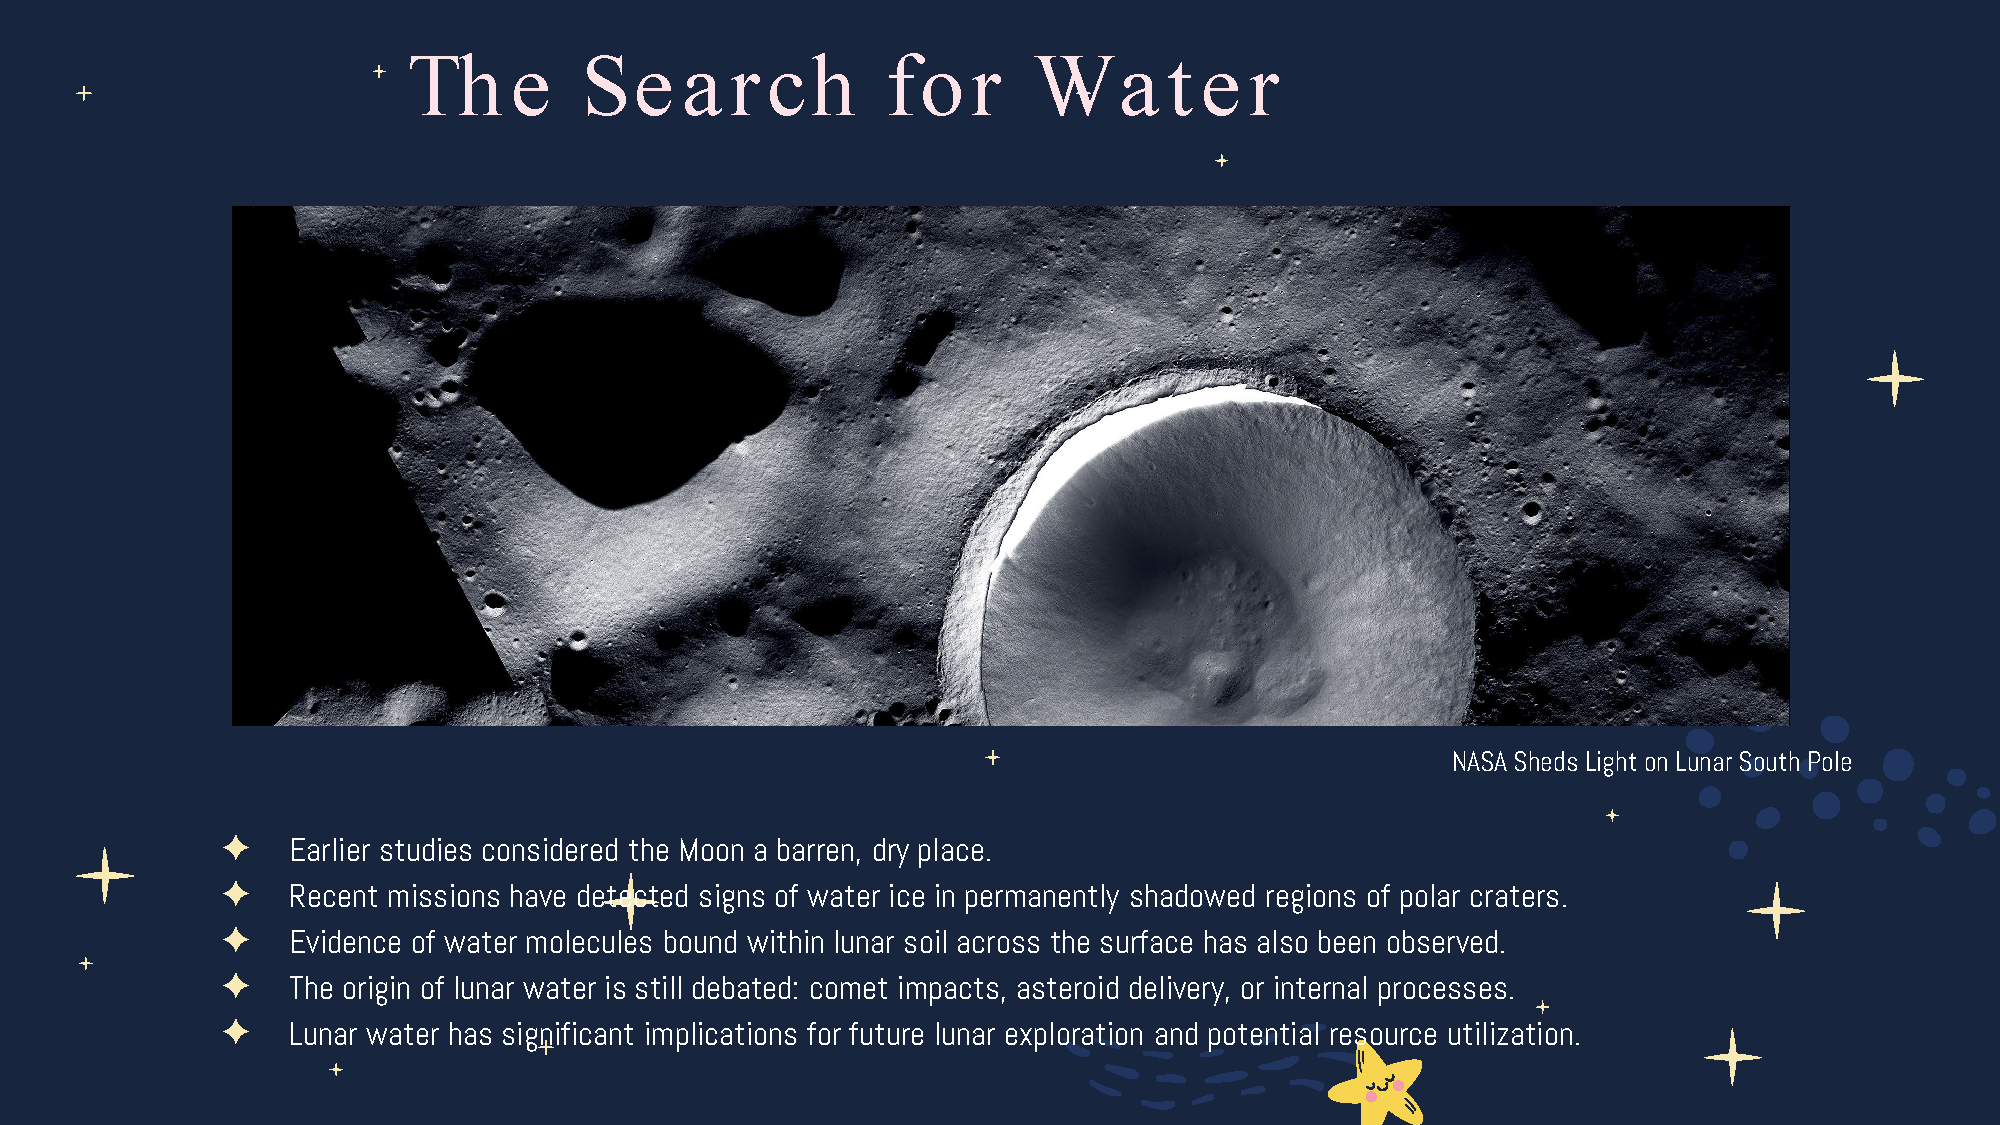 The Search for Water
NASA Sheds Light on Lunar South Pole
Earlier studies considered the Moon a barren, dry place.
Recent missions have detected signs of water ice in permanently shadowed regions of polar craters.
Evidence of water molecules bound within lunar soil across the surface has also been observed.
The origin of lunar water is still debated: comet impacts, asteroid delivery, or internal processes.
Lunar water has significant implications for future lunar exploration and potential resource utilization.